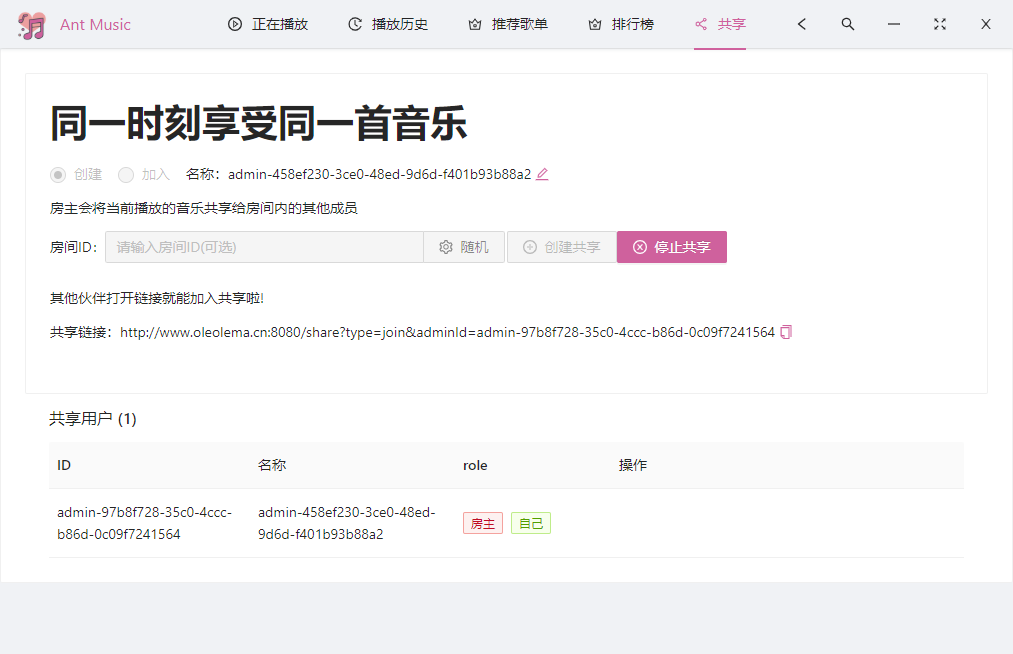 Ant Music
正在播放
播放历史
推荐歌单
排行榜
共享
同一时刻享受同一首音乐
创建 加入 名称：admin-458ef230-3ce0-48ed-9d6d-f401b93b88a2
房主会将当前播放的音乐共享给房间内的其他成员
房间ID： 请输入房间ID(可选) 随机 创建共享 停止共享
其他伙伴打开链接就能加入共享啦!
共享链接：http://www.oleolema.cn:8080/share?type=join&adminId=admin-97b8f728-35c0-4ccc-b86d-0c09f7241564
共享用户 (1)
ID 名称 role 操作
admin-97b8f728-35c0-4ccc-
b86d-0c09f7241564
admin-458ef230-3ce0-48ed-
9d6d-f401b93b88a2
房主 自己